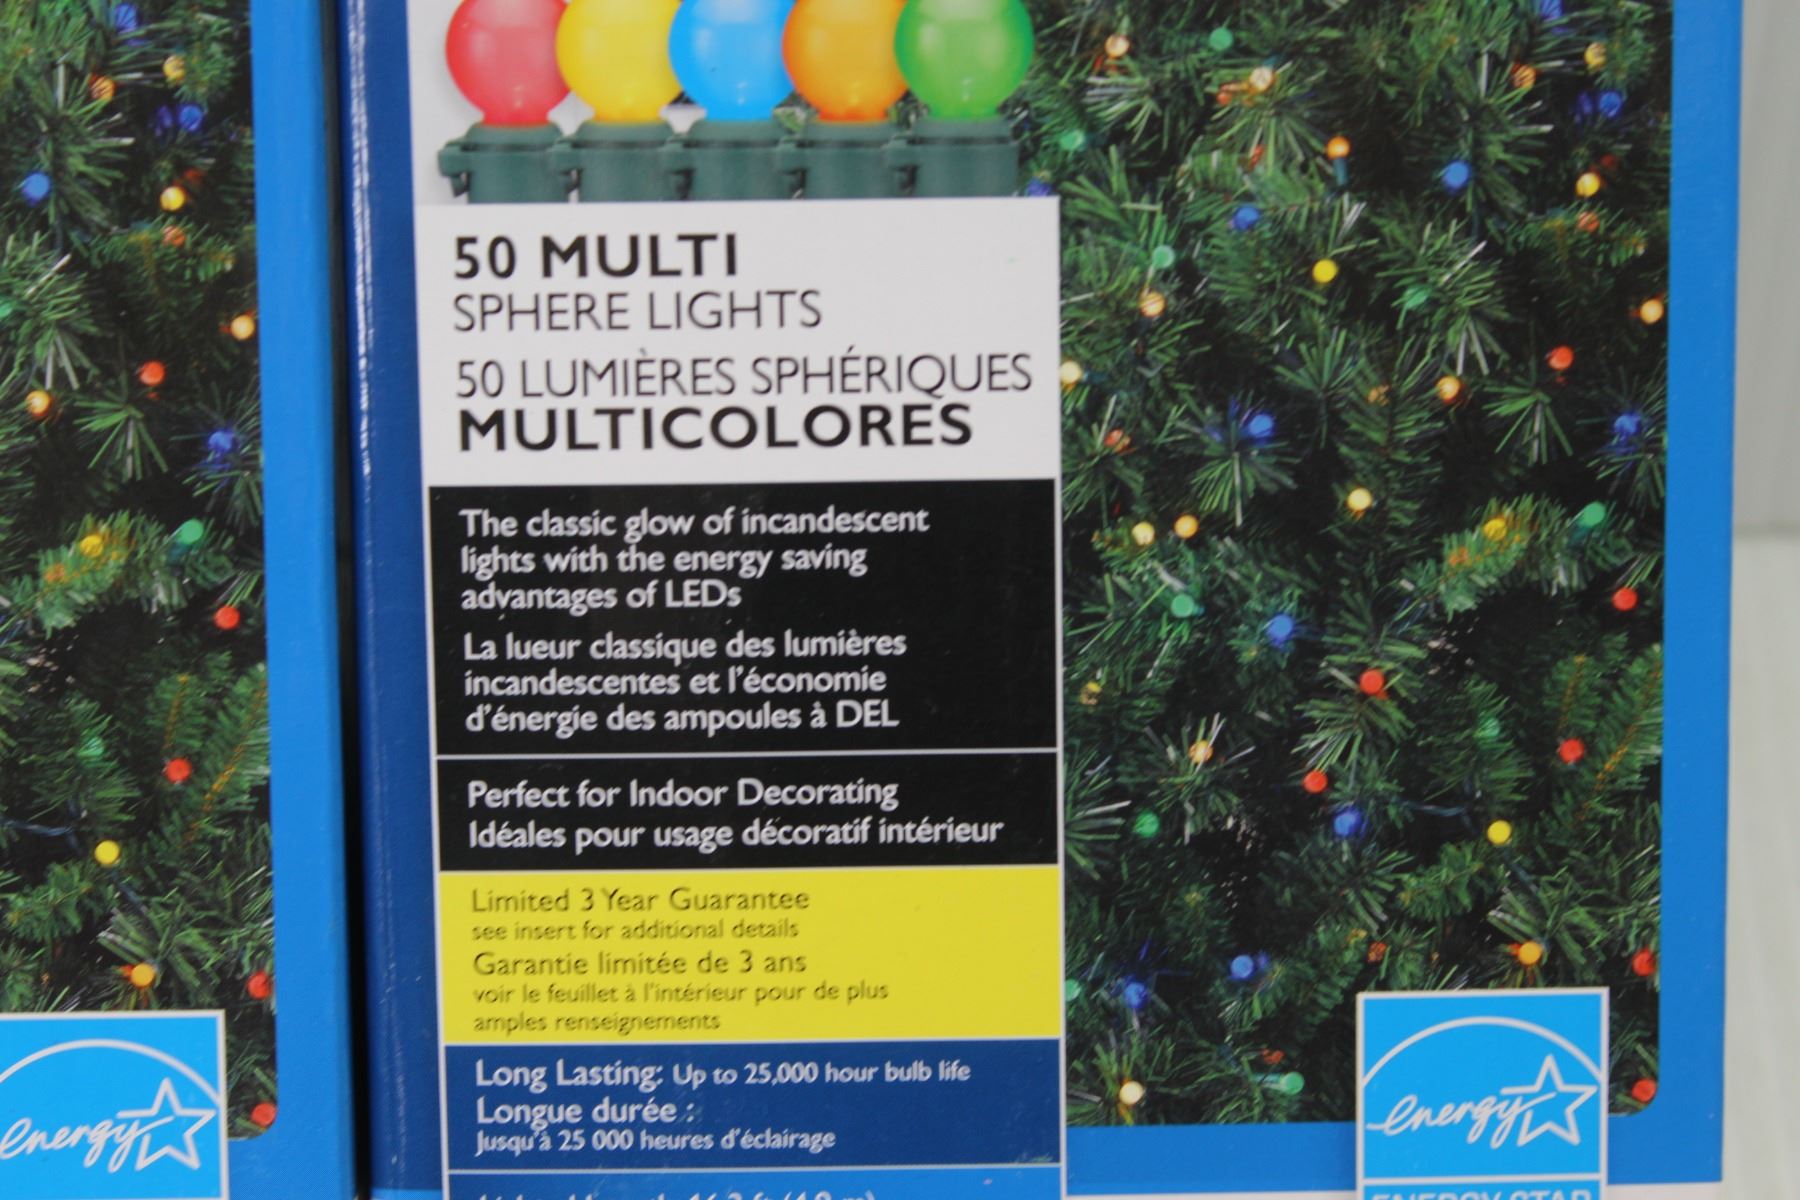 50 MULTI
SPHERE LIGHTS
50 LUMIÈRES SPHÉRIQUES
MULTICOLORES
The classic glow of incandescent
lights with the energy saving
advantages of LEDs
La lueur classique des lumières
incandescentes et l'économie
d'énergie des ampoules à DEL
Perfect for Indoor Decorating
Idéales pour usage décoratif intérieur
Limited 3 Year Guarantee
see insert for additional details
Garantie limitée de 3 ans
voir le feuillet à l'intérieur pour de plus
amples renseignements
Long Lasting: Up to 25,000 hour bulb life
Longue durée :
Jusqu'à 25 000 heures d'éclairage
energy
energy
ENERGY STAR